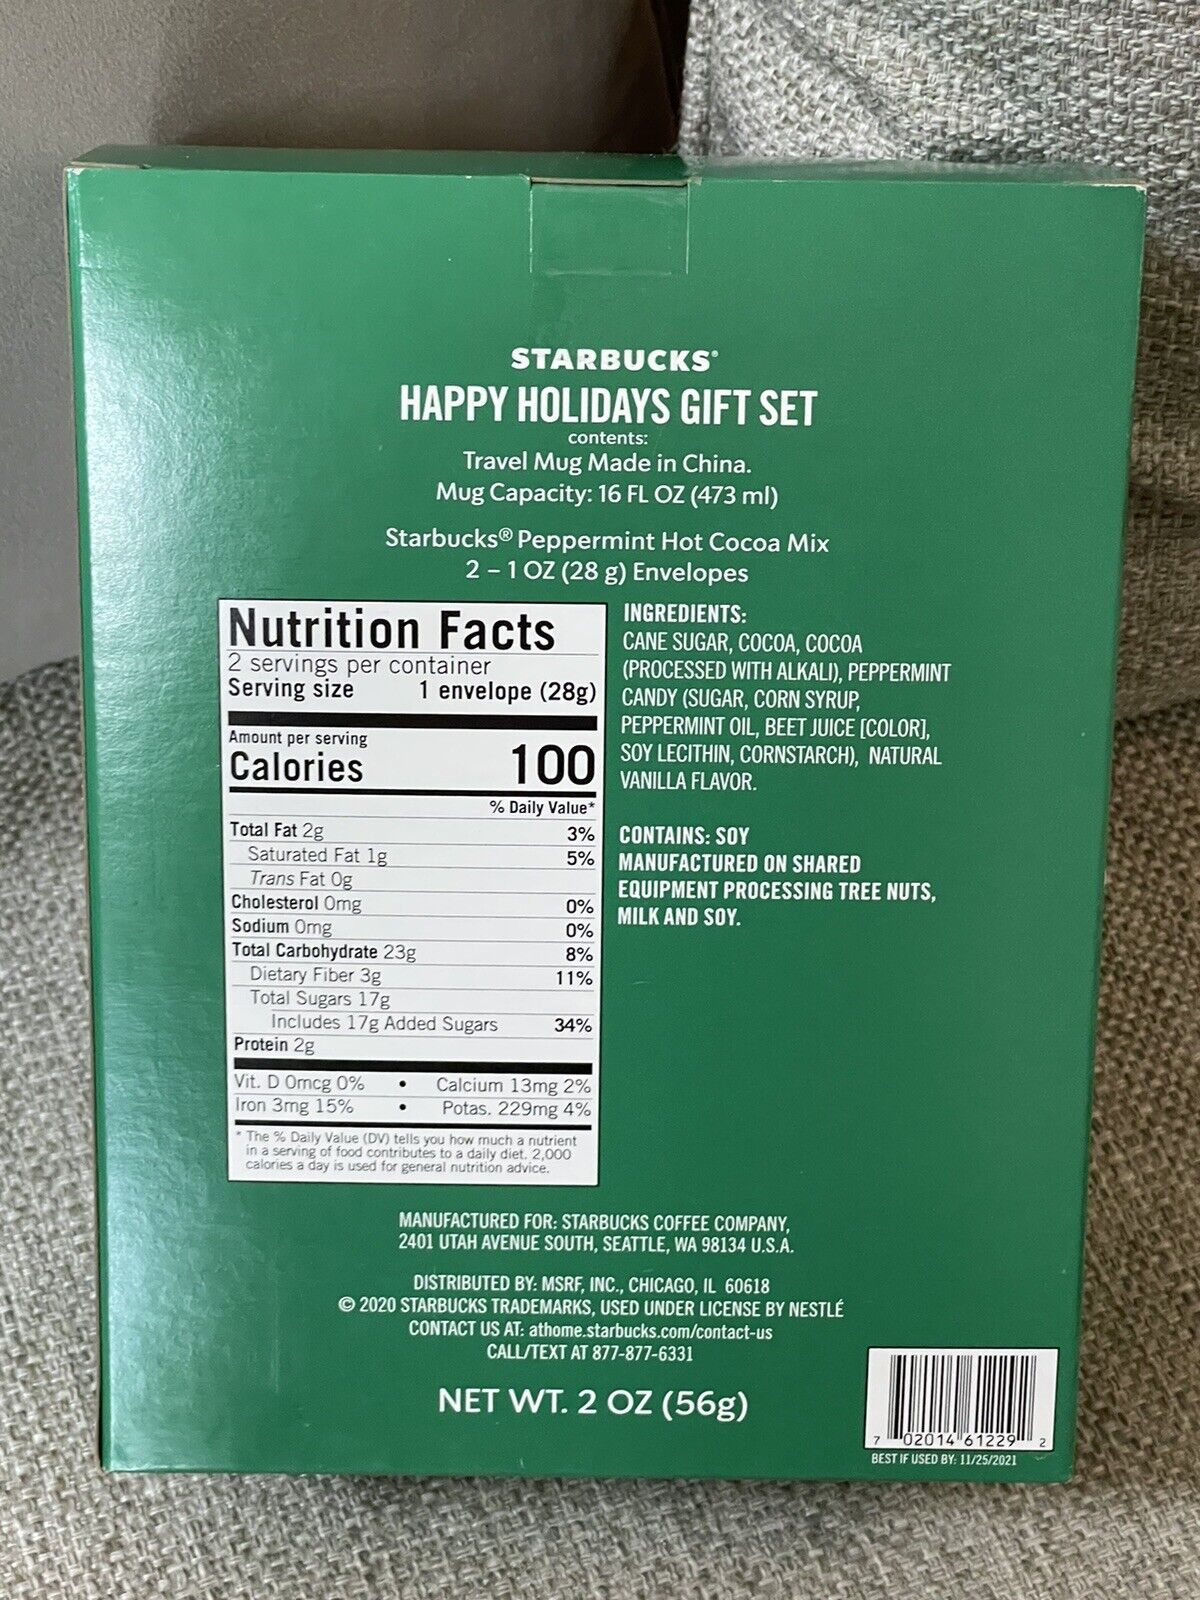 STARBUCKS®
HAPPY HOLIDAYS GIFT SET
contents:
Travel Mug Made in China.
Mug Capacity: 16 FL OZ (473 ml)
Starbucks® Peppermint Hot Cocoa Mix
2 – 1 OZ (28 g) Envelopes
Nutrition Facts
2 servings per container
Serving size 1 envelope (28g)
Amount per serving
Calories 100
% Daily Value*
Total Fat 2g 3%
Saturated Fat 1g 5%
Trans Fat 0g
Cholesterol 0mg 0%
Sodium 0mg 0%
Total Carbohydrate 23g 8%
Dietary Fiber 3g 11%
Total Sugars 17g
Includes 17g Added Sugars 34%
Protein 2g
Vit. D 0mcg 0% • Calcium 13mg 2%
Iron 3mg 15% • Potas. 229mg 4%
* The % Daily Value (DV) tells you how much a nutrient
in a serving of food contributes to a daily diet. 2,000
calories a day is used for general nutrition advice.
INGREDIENTS:
CANE SUGAR, COCOA, COCOA
(PROCESSED WITH ALKALI), PEPPERMINT
CANDY (SUGAR, CORN SYRUP,
PEPPERMINT OIL, BEET JUICE [COLOR],
SOY LECITHIN, CORNSTARCH), NATURAL
VANILLA FLAVOR.
CONTAINS: SOY
MANUFACTURED ON SHARED
EQUIPMENT PROCESSING TREE NUTS,
MILK AND SOY.
MANUFACTURED FOR: STARBUCKS COFFEE COMPANY,
2401 UTAH AVENUE SOUTH, SEATTLE, WA 98134 U.S.A.
DISTRIBUTED BY: MSRF, INC., CHICAGO, IL 60618
© 2020 STARBUCKS TRADEMARKS, USED UNDER LICENSE BY NESTLÉ
CONTACT US AT: athome.starbucks.com/contact-us
CALL/TEXT AT 877-877-6331
NET WT. 2 OZ (56g)
7 02014 61229 2
BEST IF USED BY: 11/25/2021